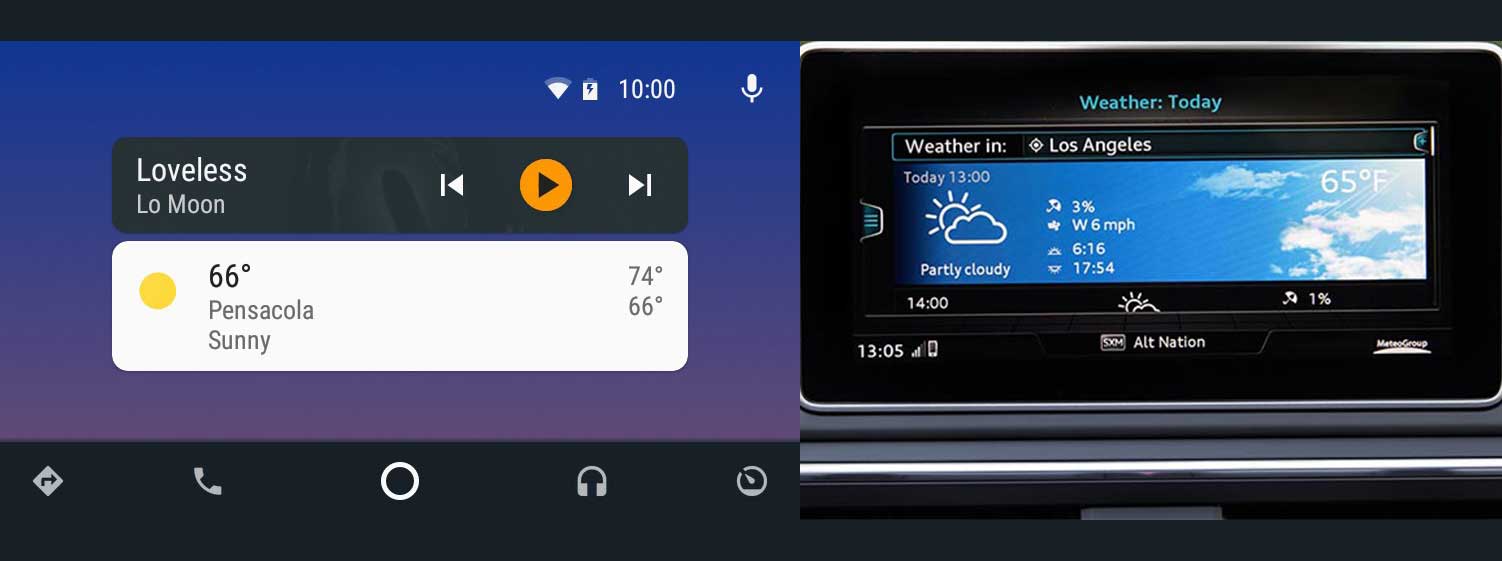 10:00
Loveless
Lo Moon
66°
74°
Pensacola
66°
Sunny
Weather: Today
Weather in: Los Angeles
Today 13:00
65°F
3%
W 6 mph
6:16
Partly cloudy
17:54
14:00
1%
13:05
SXM Alt Nation
MeteoGroup